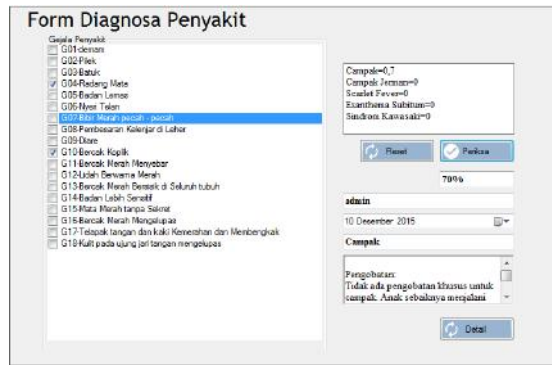 Form Diagnosa Penyakit
Gejala Penyakit
G01-demam
G02-Pilek
G03-Batuk
G04-Radang Mata
G05-Badan Lemas
G06-Nyeri Telan
G07-Bibir Merah pecah - pecah
G08-Pembesaran Kelenjar di Leher
G09-Diare
G10-Bercak Koplik
G11-Bercak Merah Menyebar
G12-Lidah Berwarna Merah
G13-Bercak Merah Bersisik di Seluruh tubuh
G14-Badan Lebih Sensitif
G15-Mata Merah tanpa Sekret
G16-Bercak Merah Mengelupas
G17-Telapak tangan dan kaki Kemerahan dan Membengkak
G18-Kulit pada ujung jari tangan mengelupas
Campak=0,7
Campak Jerman=0
Scarlet Fever=0
Exanthema Subitum=0
Sindrom Kawasaki=0
Reset
Periksa
70%
admin
10 Desember 2015
Campak
Pengobatan:
Tidak ada pengobatan khusus untuk
campak. Anak sebaiknya menjalani
Detail